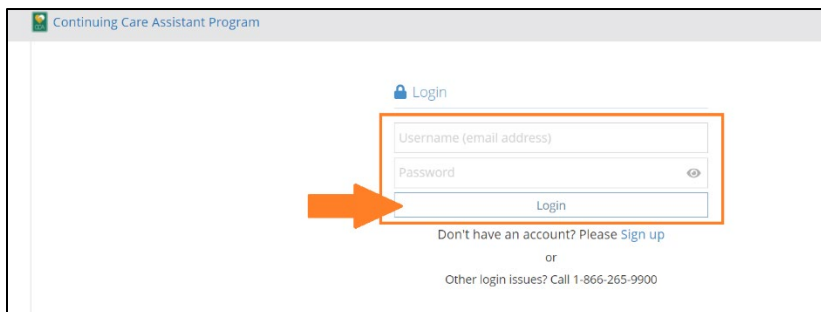 Continuing Care Assistant Program
Login
Username (email address)
Password
Login
Don't have an account? Please Sign up
or
Other login issues? Call 1-866-265-9900